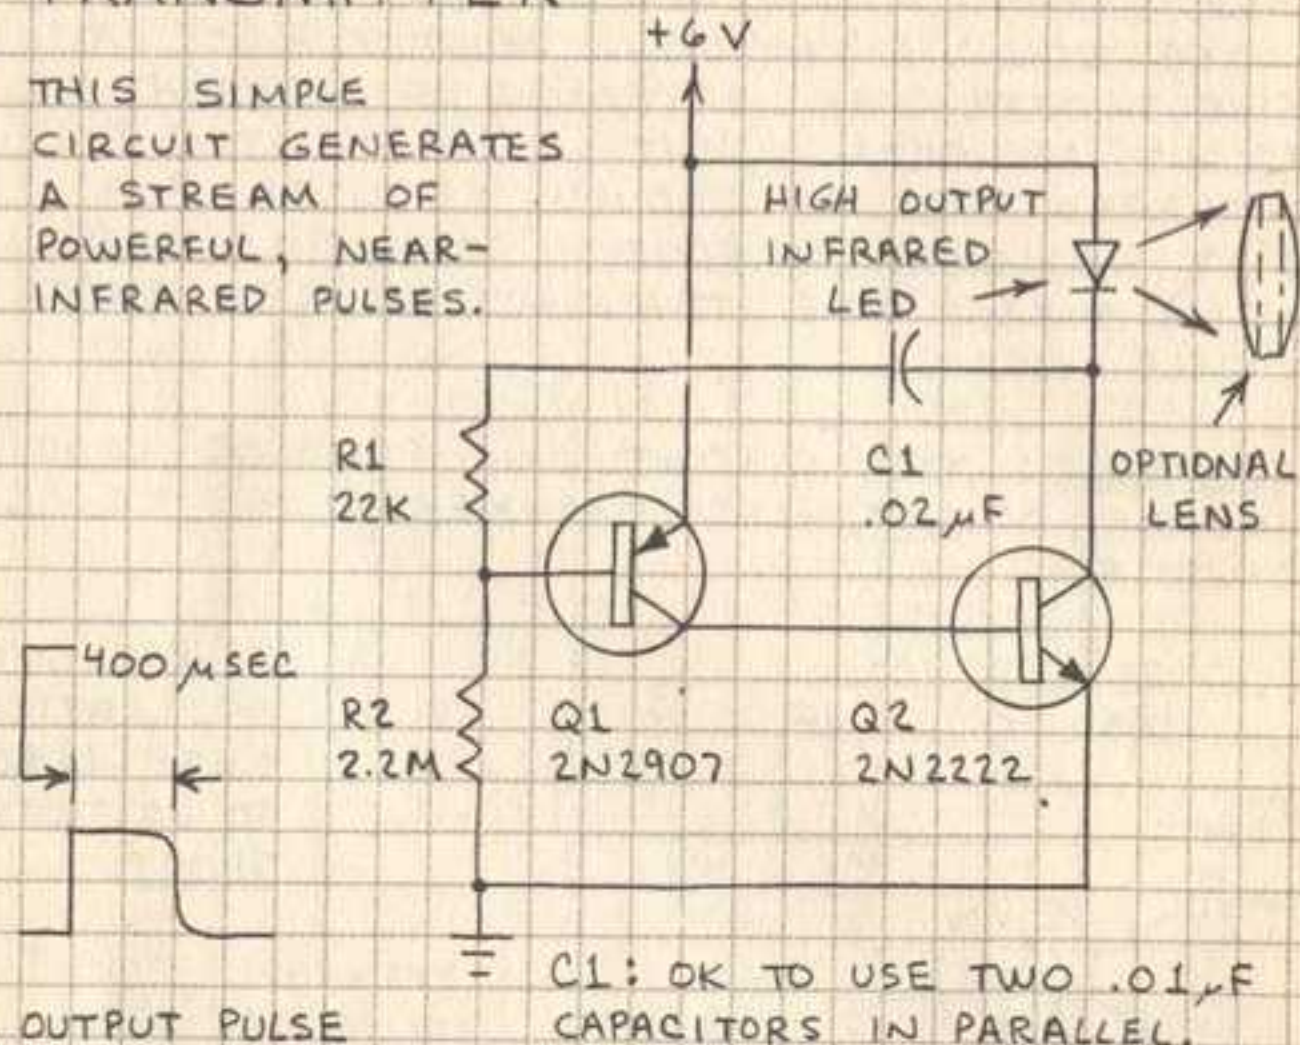 TRANSMITTER
+6V
THIS SIMPLE
CIRCUIT GENERATES
A STREAM OF
POWERFUL, NEAR-
INFRARED PULSES.
HIGH OUTPUT
INFRARED
LED
R1
22K
C1
.02μF
OPTIONAL
LENS
400 μSEC
R2
2.2M
Q1
2N2907
Q2
2N2222
OUTPUT PULSE
C1: OK TO USE TWO .01μF
CAPACITORS IN PARALLEL.